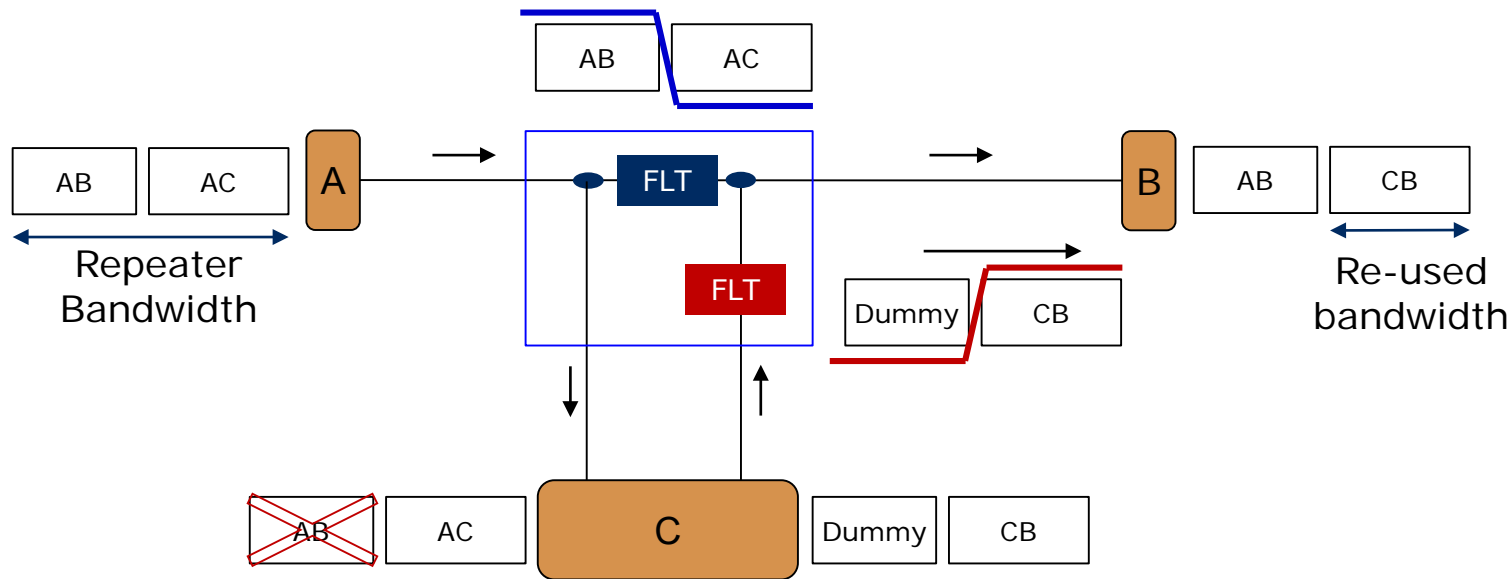 AB
AC
AB
AC
A
FLT
B
AB
CB
Repeater
Bandwidth
FLT
Dummy
CB
Re-used
bandwidth
AB
AC
C
Dummy
CB